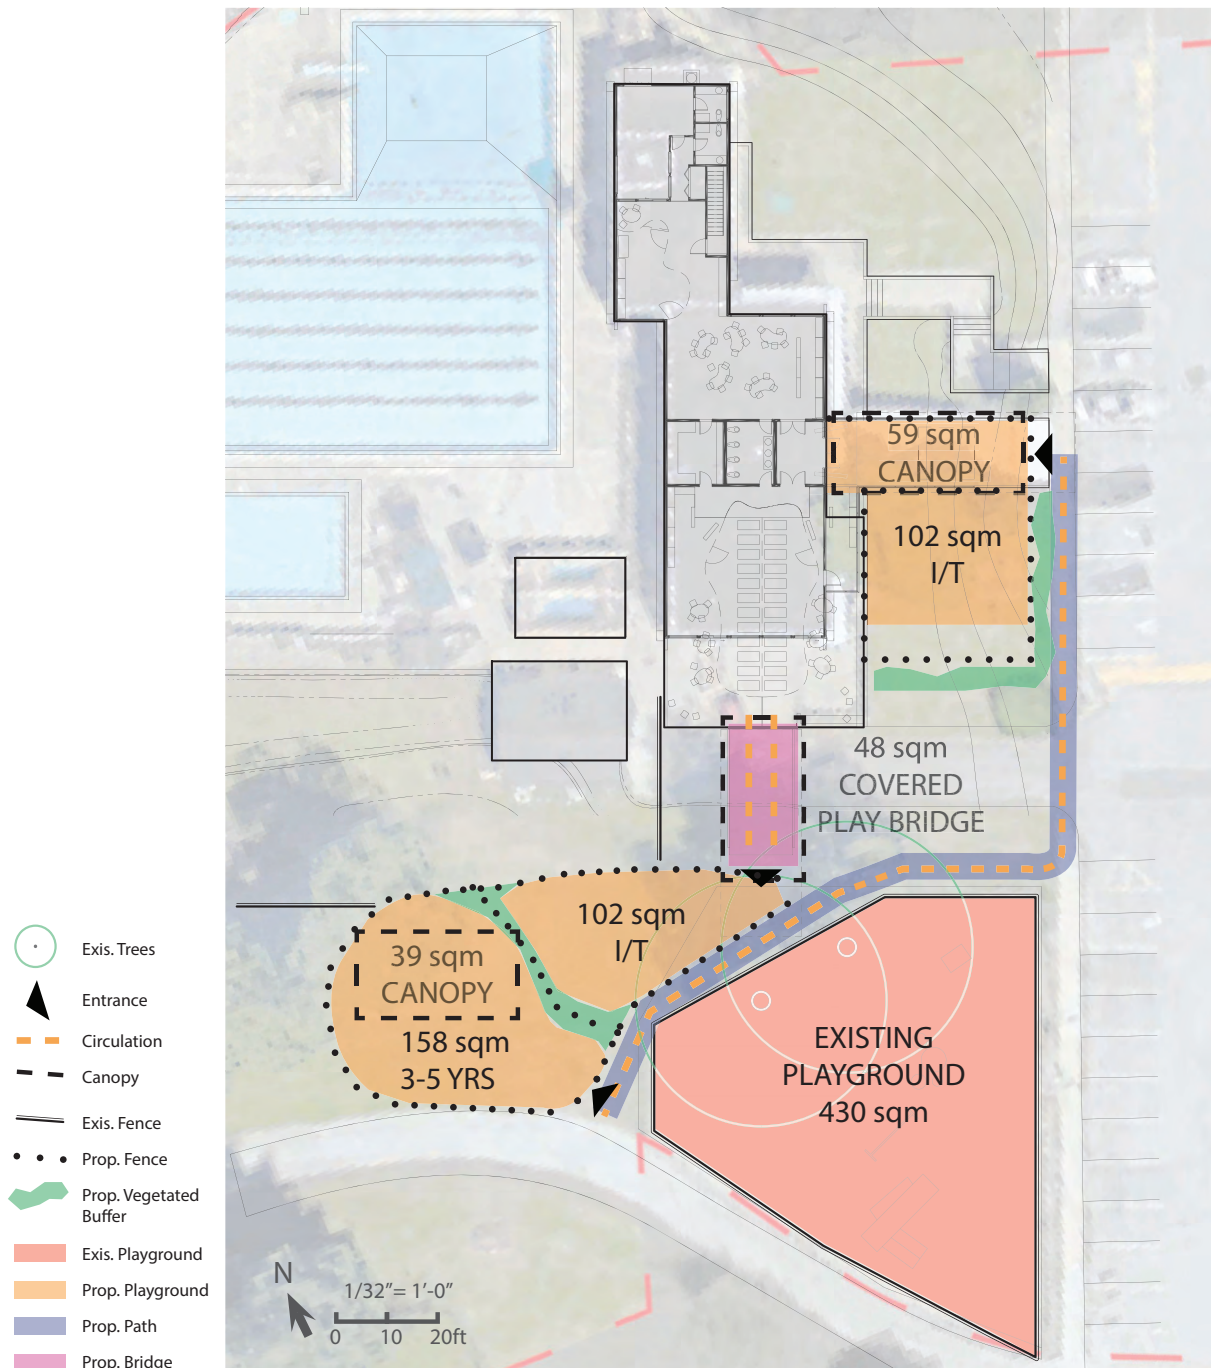 59 sqm
CANOPY
102 sqm
I/T
48 sqm
COVERED
PLAY BRIDGE
102 sqm
I/T
39 sqm
CANOPY
158 sqm
3-5 YRS
EXISTING
PLAYGROUND
430 sqm
Exis. Trees
Entrance
Circulation
Canopy
Exis. Fence
Prop. Fence
Prop. Vegetated
Buffer
Exis. Playground
Prop. Playground
Prop. Path
Prop. Bridge
N
1/32”= 1’-0”
0 10 20ft